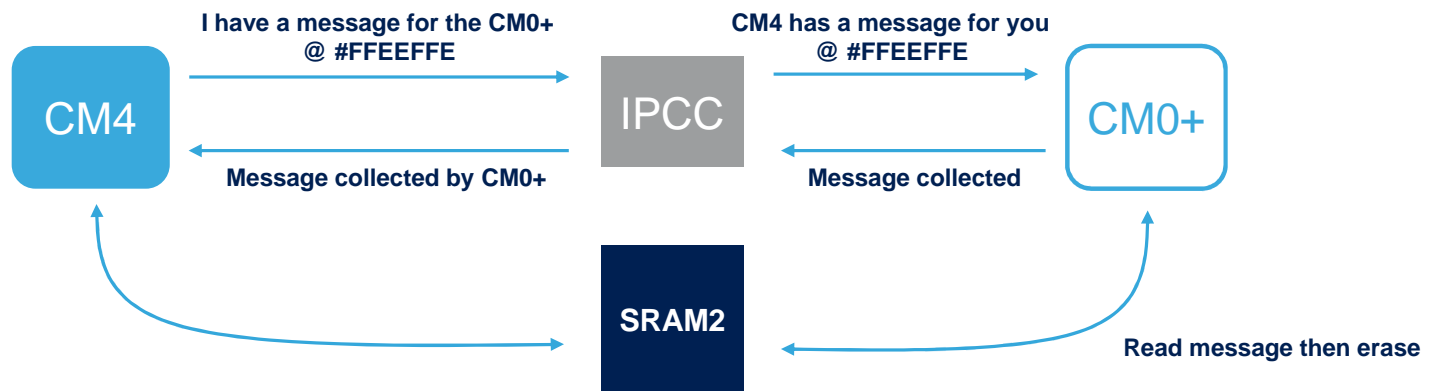 I have a message for the CM0+
@ #FFEEFFE
CM4 has a message for you
@ #FFEEFFE
CM4
IPCC
CM0+
Message collected by CM0+
Message collected
SRAM2
Read message then erase